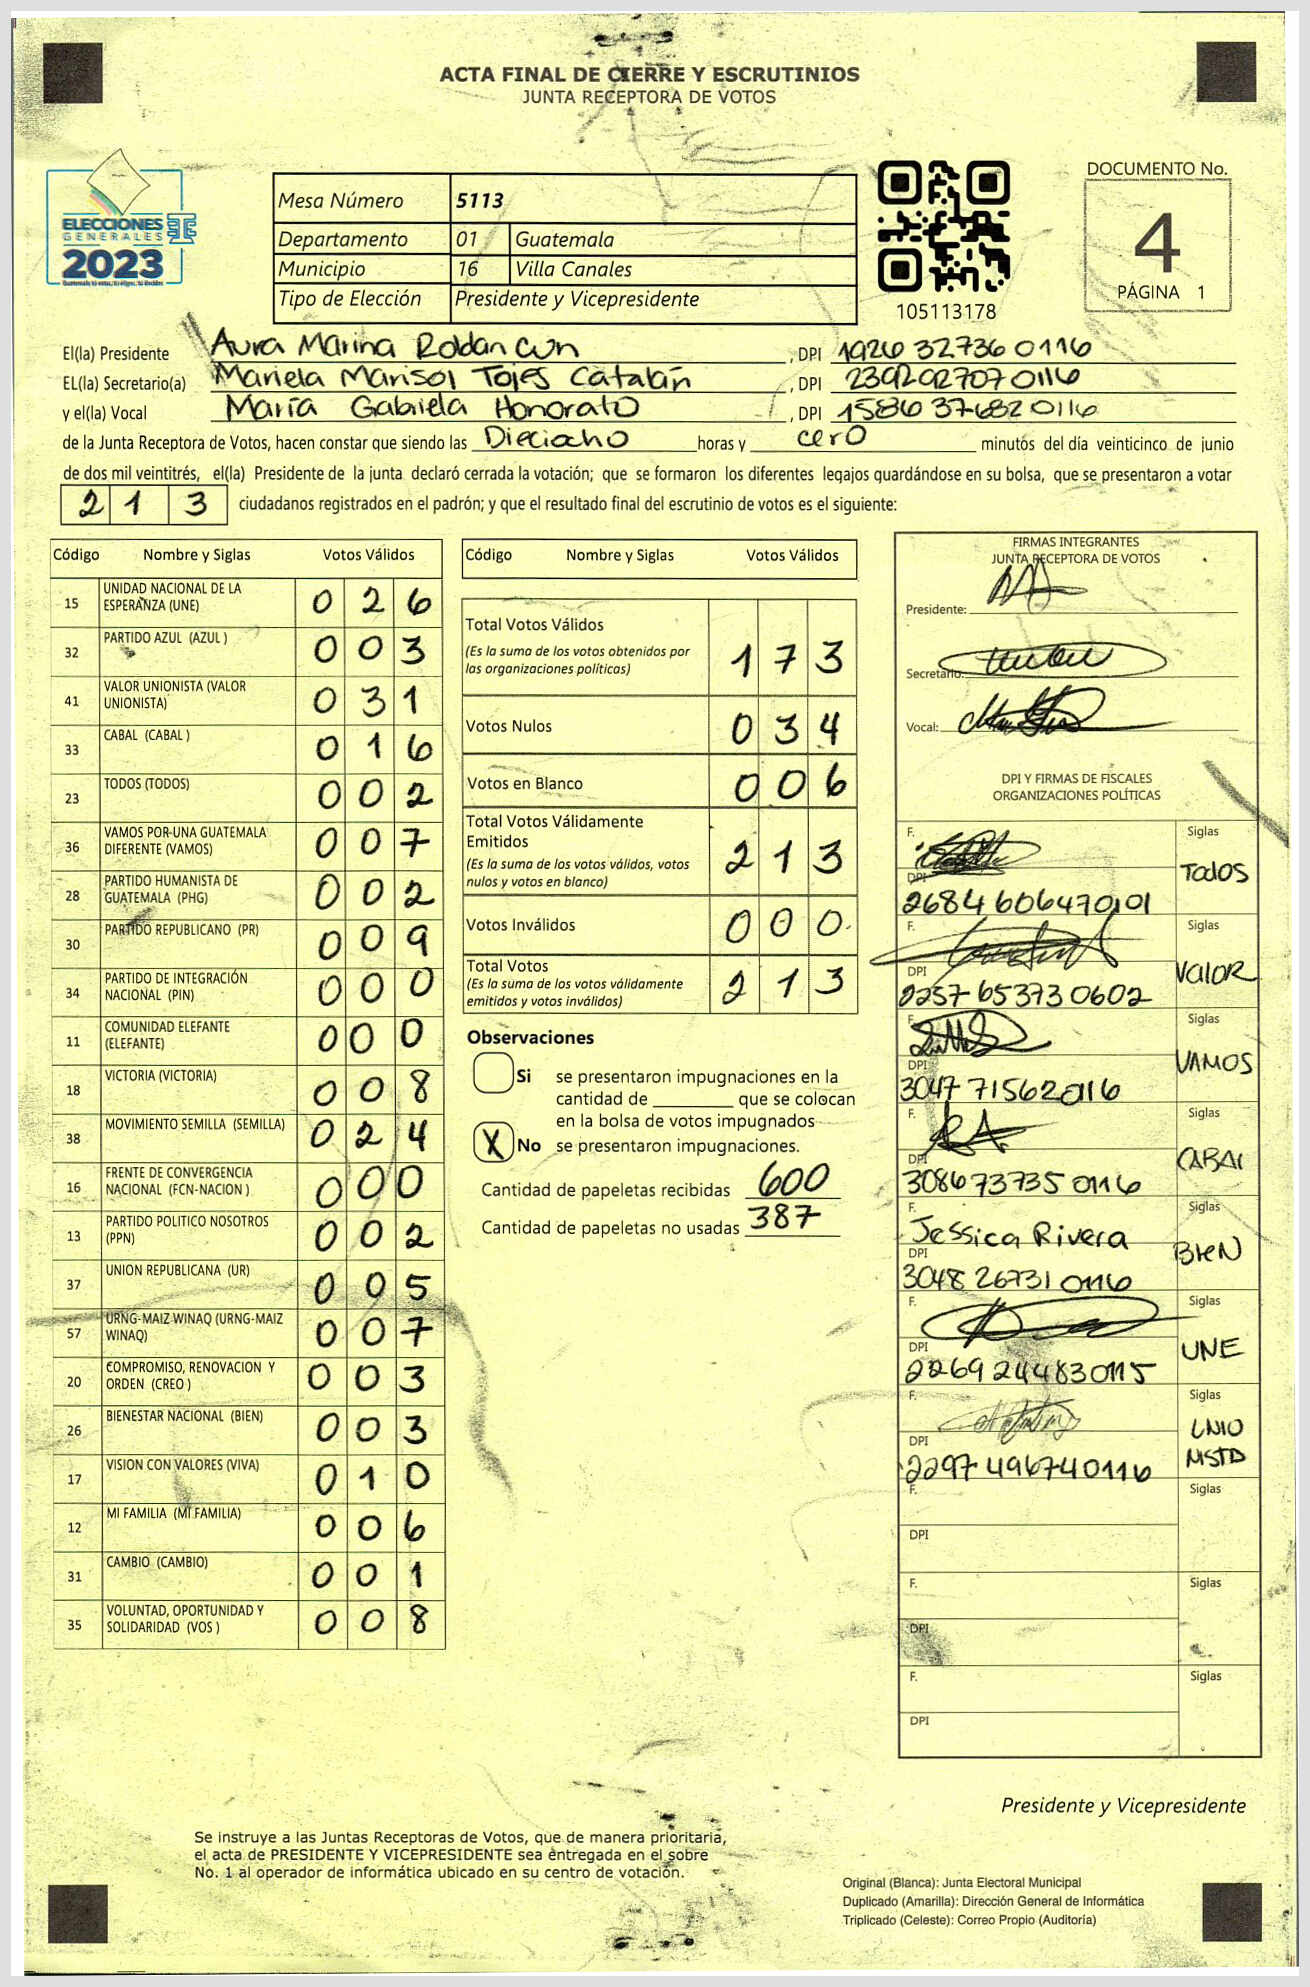 ACTA FINAL DE CIERRE Y ESCRUTINIOS
JUNTA RECEPTORA DE VOTOS
ELECCIONES
GENERALES
2023
Mesa Número 5113
Departamento 01 Guatemala
Municipio 16 Villa Canales
Tipo de Elección Presidente y Vicepresidente
105113178
DOCUMENTO No.
4
PÁGINA 1
El(la) Presidente Aura Marina Roldan Cun, DPI 1926 32736 0116
EL(la) Secretario(a) Mariela Marisol Tojes Catalán, DPI 239292707 0116
y el(la) Vocal María Gabriela Honorato, DPI 1586 37682 0116
de la Junta Receptora de Votos, hacen constar que siendo las Dieciocho horas y cero minutos del día veinticinco de junio
de dos mil veintitrés, el(la) Presidente de la junta declaró cerrada la votación; que se formaron los diferentes legajos guardándose en su bolsa, que se presentaron a votar
2 1 3 ciudadanos registrados en el padrón; y que el resultado final del escrutinio de votos es el siguiente:
Código Nombre y Siglas Votos Válidos
15 UNIDAD NACIONAL DE LA ESPERANZA (UNE) 0 2 6
32 PARTIDO AZUL (AZUL ) 0 0 3
41 VALOR UNIONISTA (VALOR UNIONISTA) 0 3 1
33 CABAL (CABAL ) 0 1 6
23 TODOS (TODOS) 0 0 2
36 VAMOS POR UNA GUATEMALA DIFERENTE (VAMOS) 0 0 7
28 PARTIDO HUMANISTA DE GUATEMALA (PHG) 0 0 2
30 PARTIDO REPUBLICANO (PR) 0 0 9
34 PARTIDO DE INTEGRACIÓN NACIONAL (PIN) 0 0 0
11 COMUNIDAD ELEFANTE (ELEFANTE) 0 0 0
18 VICTORIA (VICTORIA) 0 0 8
38 MOVIMIENTO SEMILLA (SEMILLA) 0 2 4
16 FRENTE DE CONVERGENCIA NACIONAL (FCN-NACION ) 0 0 0
13 PARTIDO POLITICO NOSOTROS (PPN) 0 0 2
37 UNION REPUBLICANA (UR) 0 0 5
57 URNG-MAIZ WINAQ (URNG-MAIZ WINAQ) 0 0 7
20 COMPROMISO, RENOVACION Y ORDEN (CREO ) 0 0 3
26 BIENESTAR NACIONAL (BIEN) 0 0 3
17 VISION CON VALORES (VIVA) 0 1 0
12 MI FAMILIA (MI FAMILIA) 0 0 6
31 CAMBIO (CAMBIO) 0 0 1
35 VOLUNTAD, OPORTUNIDAD Y SOLIDARIDAD (VOS ) 0 0 8
Código Nombre y Siglas Votos Válidos
Total Votos Válidos 1 7 3
(Es la suma de los votos obtenidos por
las organizaciones políticas)
Votos Nulos 0 3 4
Votos en Blanco 0 0 6
Total Votos Válidamente
Emitidos 2 1 3
(Es la suma de los votos válidos, votos
nulos y votos en blanco)
Votos Inválidos 0 0 0
Total Votos 2 1 3
(Es la suma de los votos válidamente
emitidos y votos inválidos)
Observaciones
Si se presentaron impugnaciones en la
cantidad de ________ que se colocan
en la bolsa de votos impugnados
X No se presentaron impugnaciones.
Cantidad de papeletas recibidas 600
Cantidad de papeletas no usadas 387
FIRMAS INTEGRANTES
JUNTA RECEPTORA DE VOTOS
Presidente:
Secretario:
Vocal:
DPI Y FIRMAS DE FISCALES
ORGANIZACIONES POLÍTICAS
F. Siglas
DPI 2684 60647 0101 Todos
F. Siglas
DPI 2257 65373 0602 VALOR
F. Siglas
DPI 3047 71562 0116 VAMOS
F. Siglas
DPI 3086 73735 0116 CABAL
F. Jessica Rivera Siglas
DPI 3048 26731 0116 BIEN
F. Siglas
DPI 2269 24483 0115 UNE
F. Siglas
DPI 2297 49674 0116
F. Siglas
DPI
F. Siglas
DPI
F. Siglas
DPI
Presidente y Vicepresidente
Se instruye a las Juntas Receptoras de Votos, que de manera prioritaria,
el acta de PRESIDENTE Y VICEPRESIDENTE sea entregada en el sobre
No. 1 al operador de informática ubicado en su centro de votación.
Original (Blanca): Junta Electoral Municipal
Duplicado (Amarilla): Dirección General de Informática
Triplicado (Celeste): Correo Propio (Auditoría)